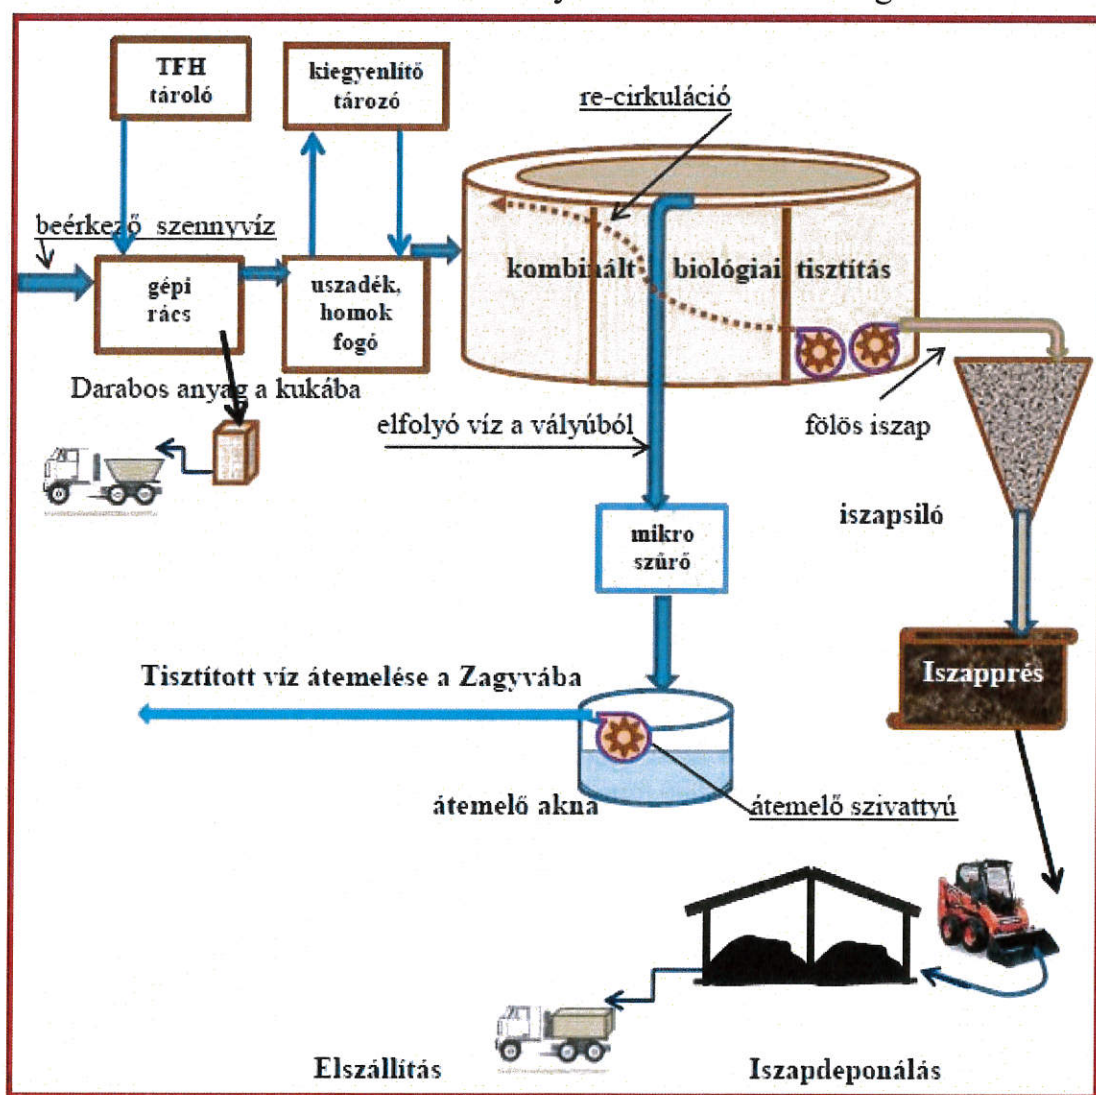 TFH
tároló
kiegyenlítő
tározó
re-cirkuláció
beérkező szennyvíz
gépi
rács
uszadék,
homok
fogó
kombinált biológiai tisztítás
Darabos anyag a kukába
elfolyó víz a vályúból
fölös iszap
iszapsiló
mikro
szűrő
Iszapprés
Tisztított víz átemelése a Zagyvába
átemelő akna
átemelő szivattyú
Elszállítás
Iszapdeponálás